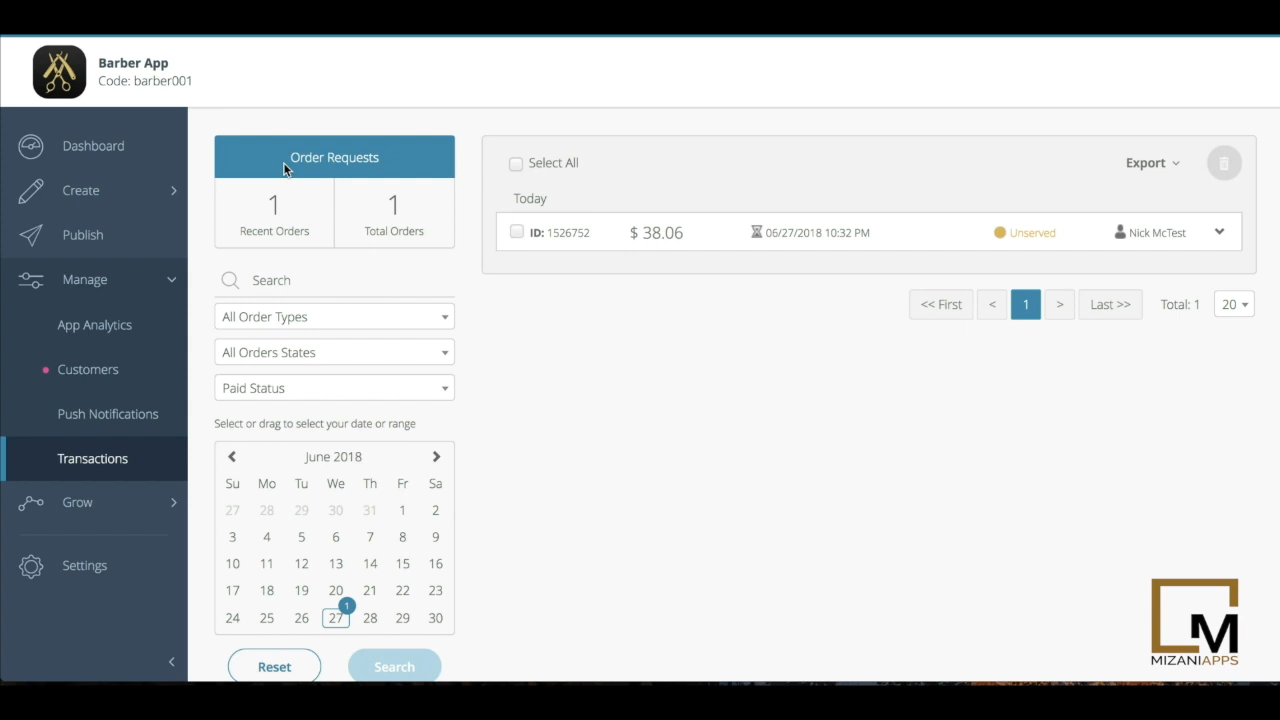 Barber App
Code: barber001
Dashboard
Create
Publish
Manage
App Analytics
Customers
Push Notifications
Transactions
Grow
Settings
Order Requests
1 1
Recent Orders Total Orders
Search
All Order Types
All Orders States
Paid Status
Select or drag to select your date or range
June 2018
Su Mo Tu We Th Fr Sa
27 28 29 30 31 1 2
3 4 5 6 7 8 9
10 11 12 13 14 15 16
17 18 19 20 21 22 23
1
24 25 26 27 28 29 30
Reset Search
Select All Export
Today
ID: 1526752 $ 38.06 06/27/2018 10:32 PM Unserved Nick McTest
<< First < 1 > Last >> Total: 1 20
M
MIZANIAPPS